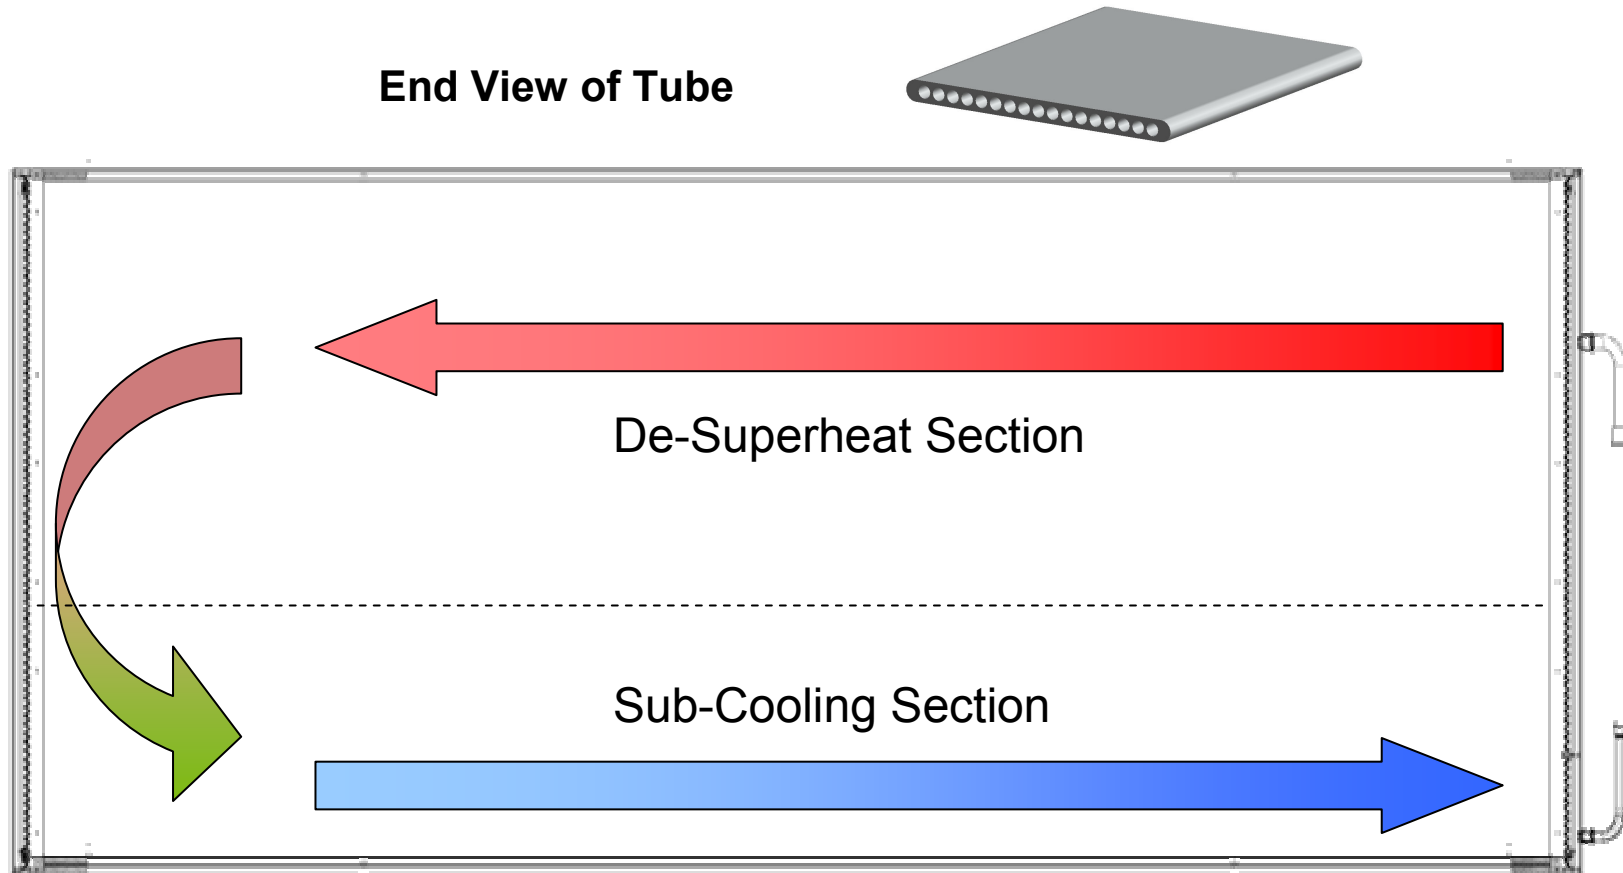 End View of Tube
De-Superheat Section
Sub-Cooling Section